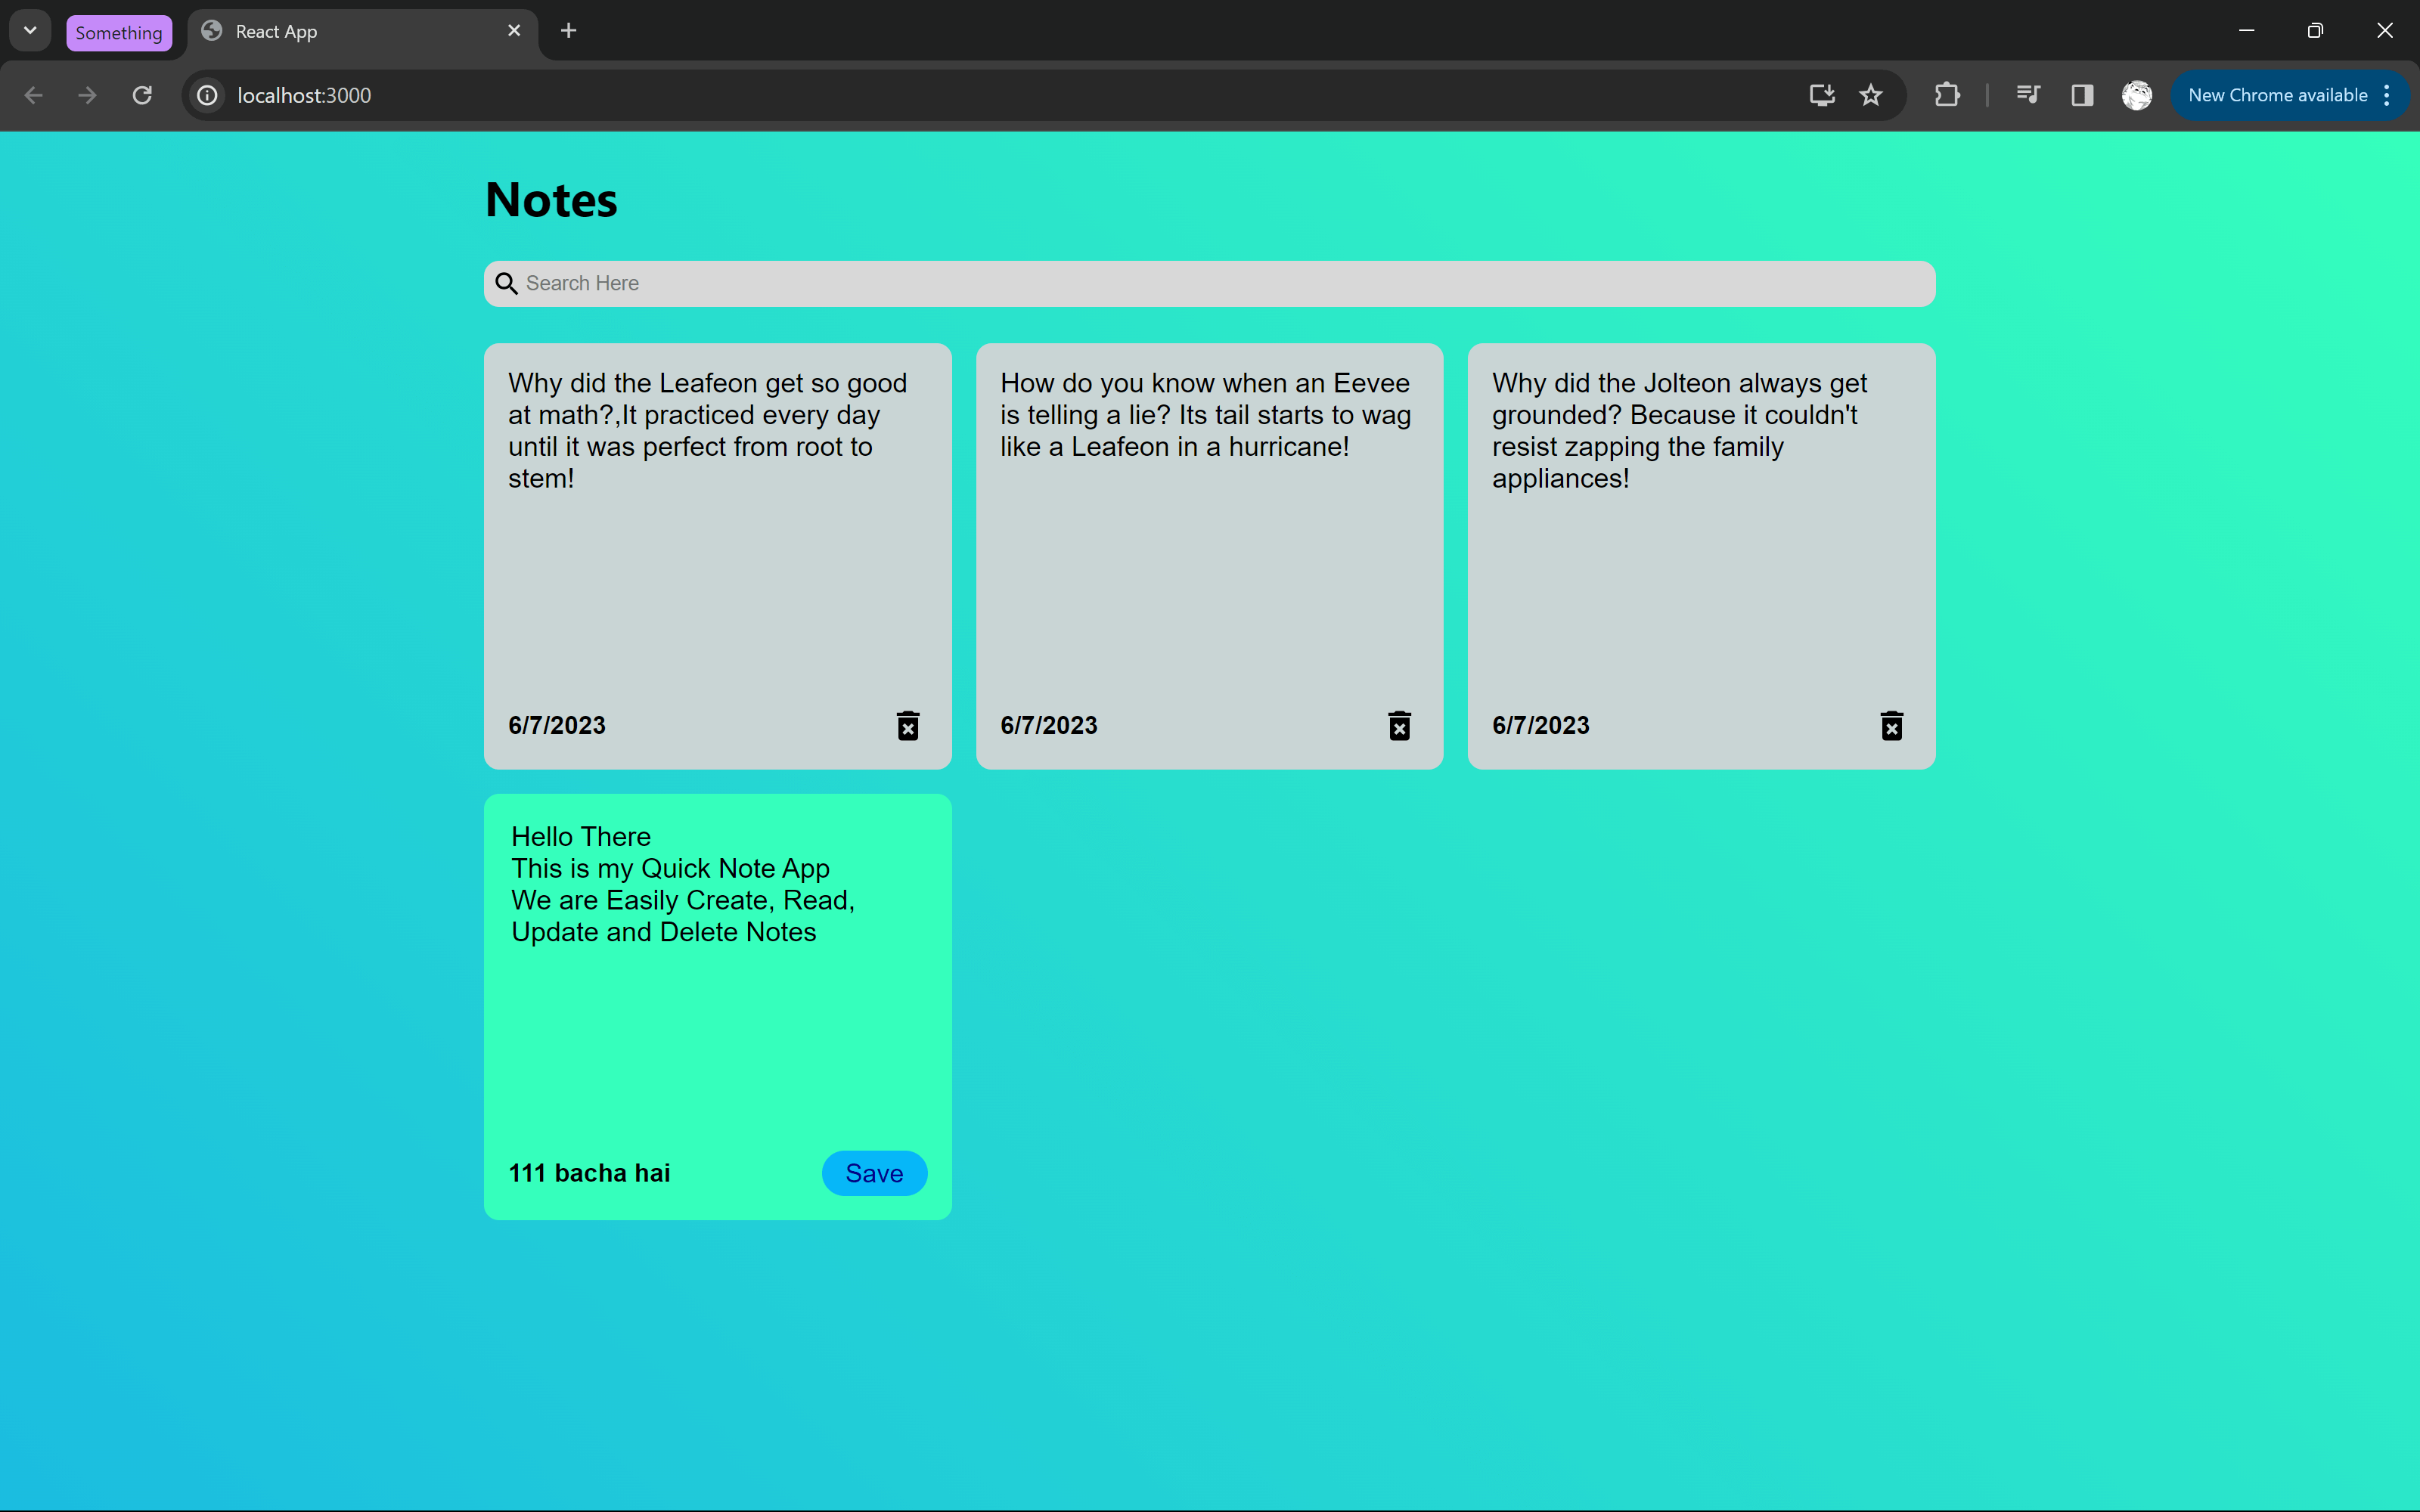 Something
React App
localhost:3000
New Chrome available
Notes
Search Here
Why did the Leafeon get so good
at math?,It practiced every day
until it was perfect from root to
stem!
6/7/2023
How do you know when an Eevee
is telling a lie? Its tail starts to wag
like a Leafeon in a hurricane!
6/7/2023
Why did the Jolteon always get
grounded? Because it couldn't
resist zapping the family
appliances!
6/7/2023
Hello There
This is my Quick Note App
We are Easily Create, Read,
Update and Delete Notes
111 bacha hai
Save